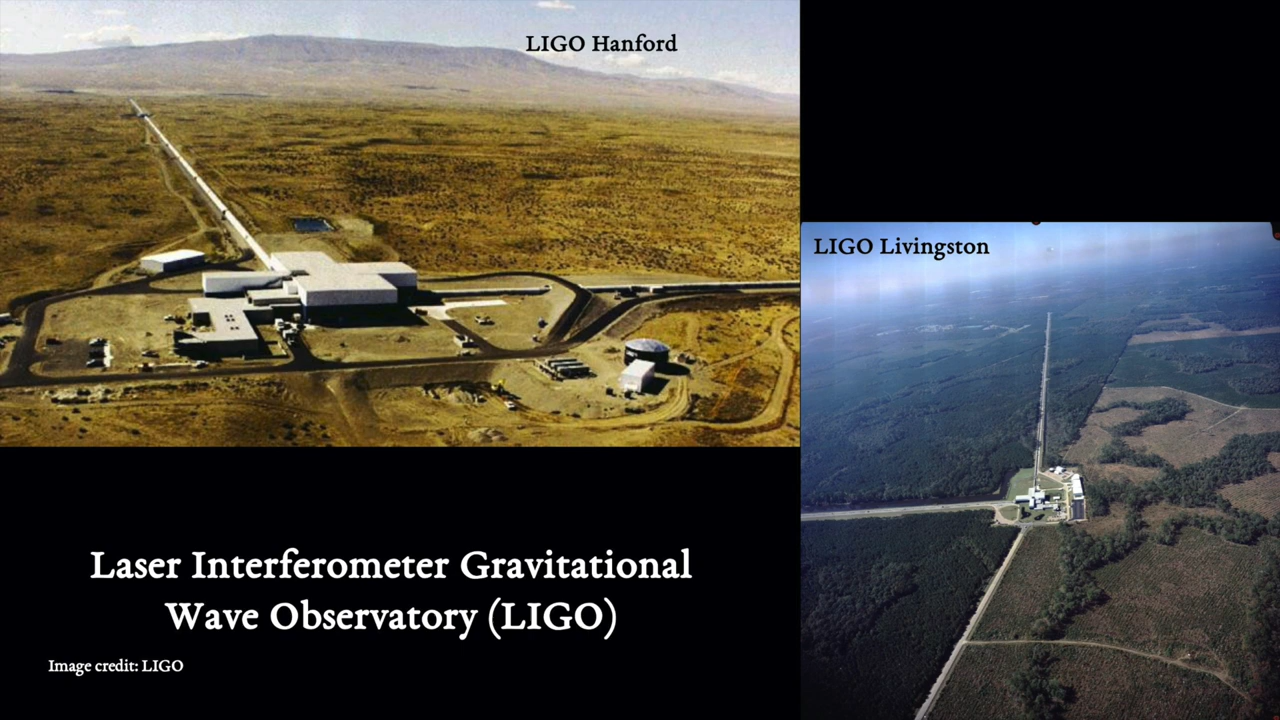 LIGO Hanford
LIGO Livingston
Laser Interferometer Gravitational
Wave Observatory (LIGO)
Image credit: LIGO